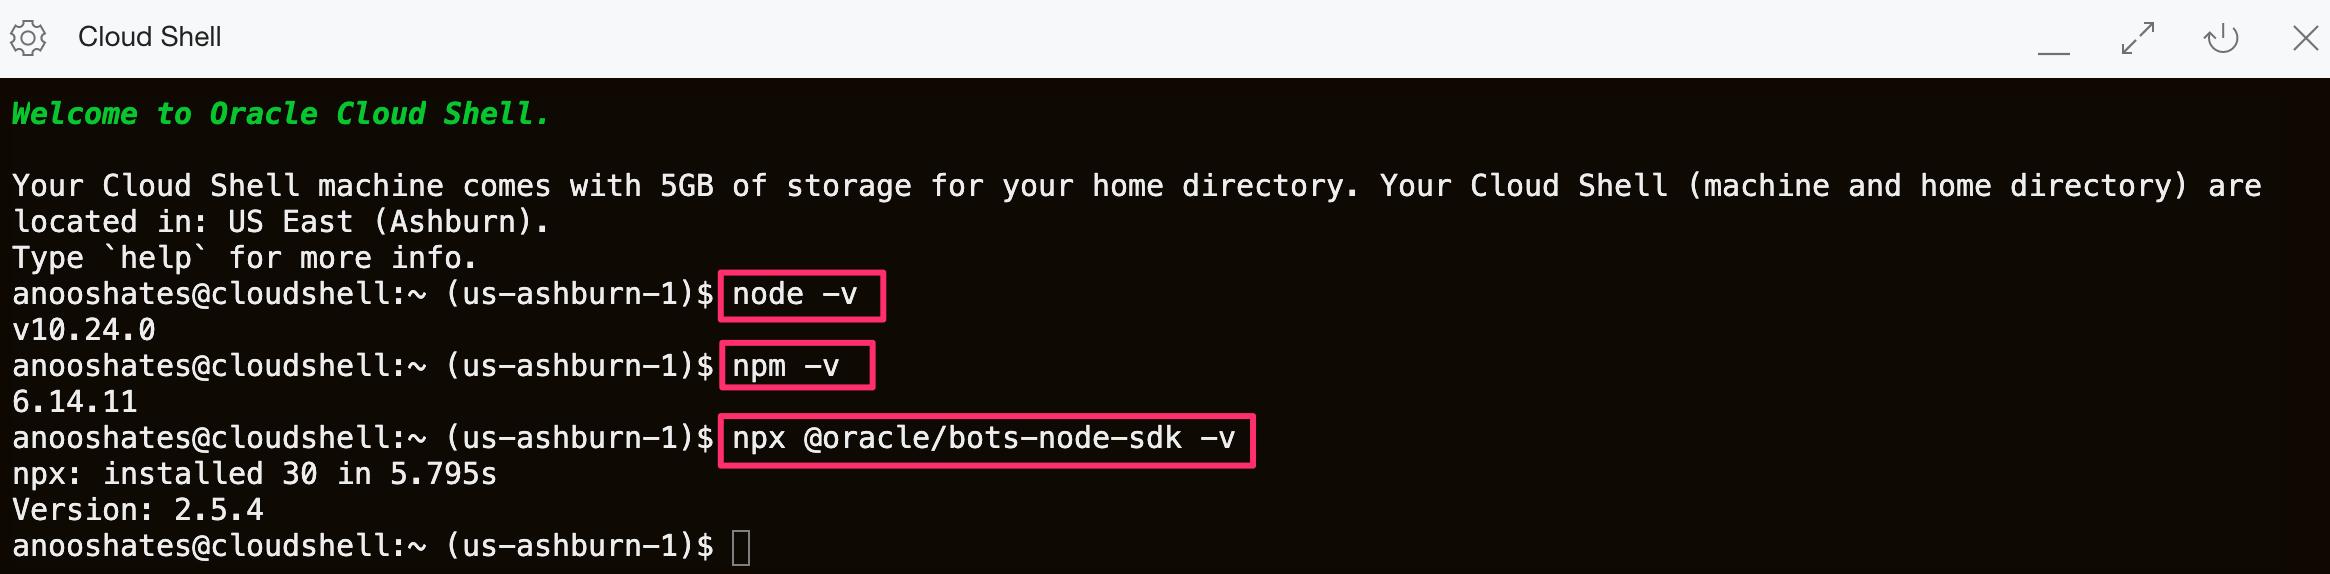 Cloud Shell
Welcome to Oracle Cloud Shell.
Your Cloud Shell machine comes with 5GB of storage for your home directory. Your Cloud Shell (machine and home directory) are
located in: US East (Ashburn).
Type `help` for more info.
anooshates@cloudshell:~ (us-ashburn-1)$ node -v
v10.24.0
anooshates@cloudshell:~ (us-ashburn-1)$ npm -v
6.14.11
anooshates@cloudshell:~ (us-ashburn-1)$ npx @oracle/bots-node-sdk -v
npx: installed 30 in 5.795s
Version: 2.5.4
anooshates@cloudshell:~ (us-ashburn-1)$